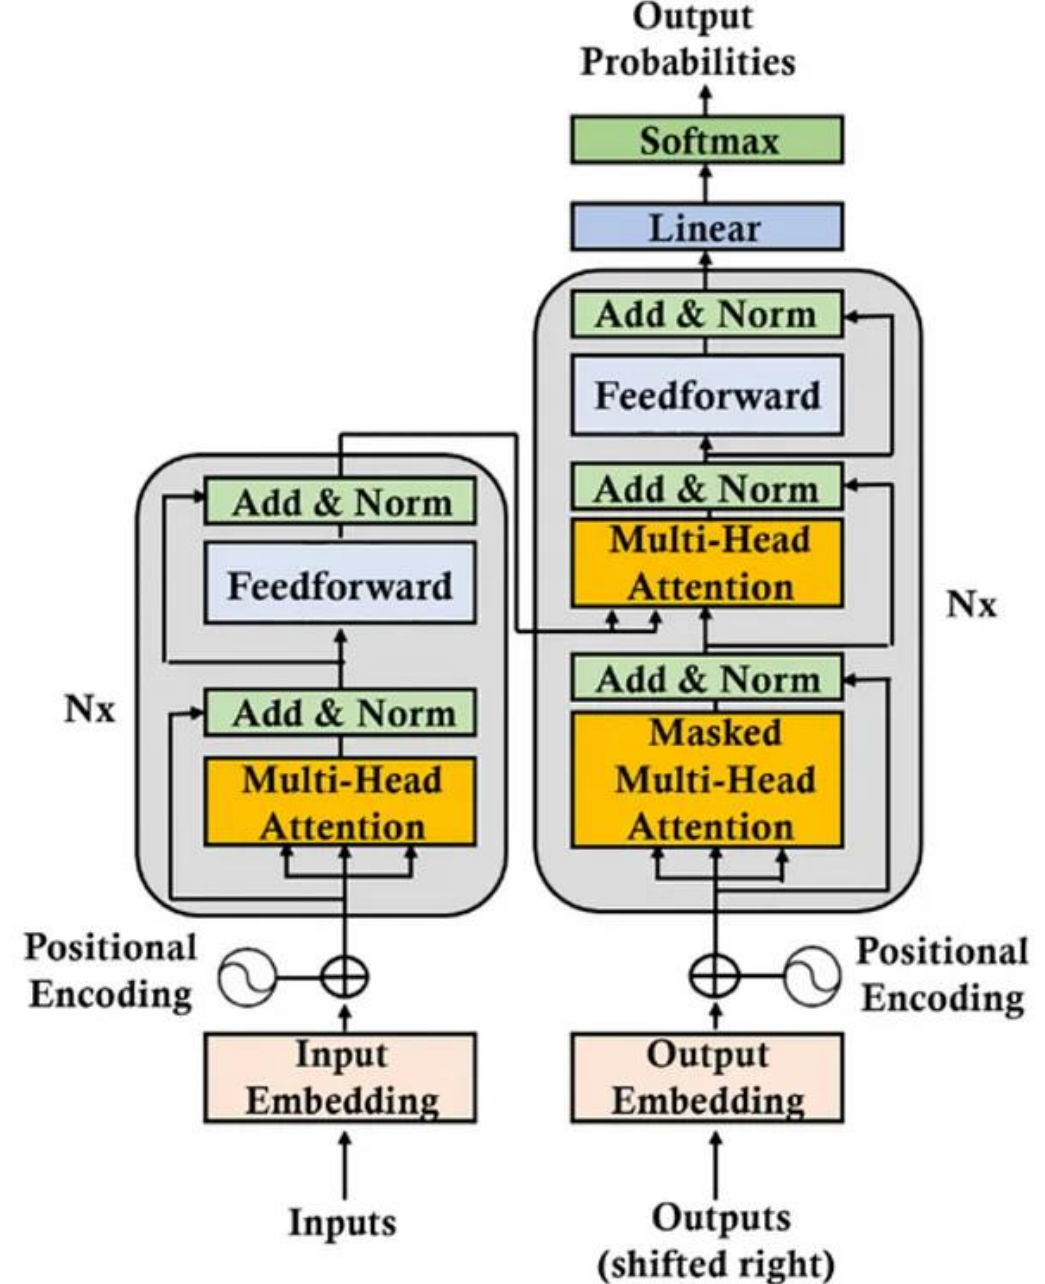 Output
Probabilities
Softmax
Linear
Add & Norm
Feedforward
Add & Norm
Multi-Head
Attention
Nx
Add & Norm
Masked
Multi-Head
Attention
Add & Norm
Feedforward
Nx
Add & Norm
Multi-Head
Attention
Positional
Encoding
Positional
Encoding
Input
Embedding
Output
Embedding
Inputs
Outputs
(shifted right)